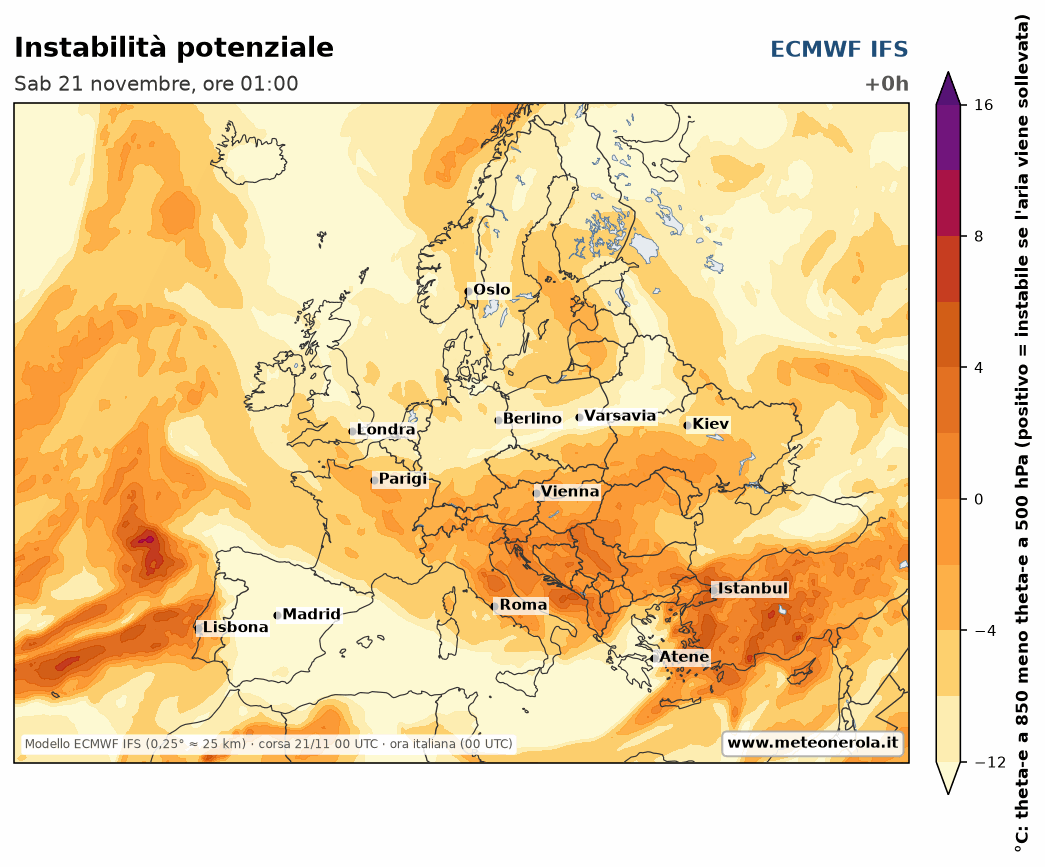 Instabilità potenziale
ECMWF IFS
Sab 21 novembre, ore 01:00
+0h
Oslo
Berlino
Varsavia
Kiev
Londra
Parigi
Vienna
Istanbul
Roma
Madrid
Lisbona
Atene
Modello ECMWF IFS (0,25° ≈ 25 km) · corsa 21/11 00 UTC · ora italiana (00 UTC)
www.meteonerola.it
16
8
4
0
−4
−12
°C: theta-e a 850 meno theta-e a 500 hPa (positivo = instabile se l'aria viene sollevata)